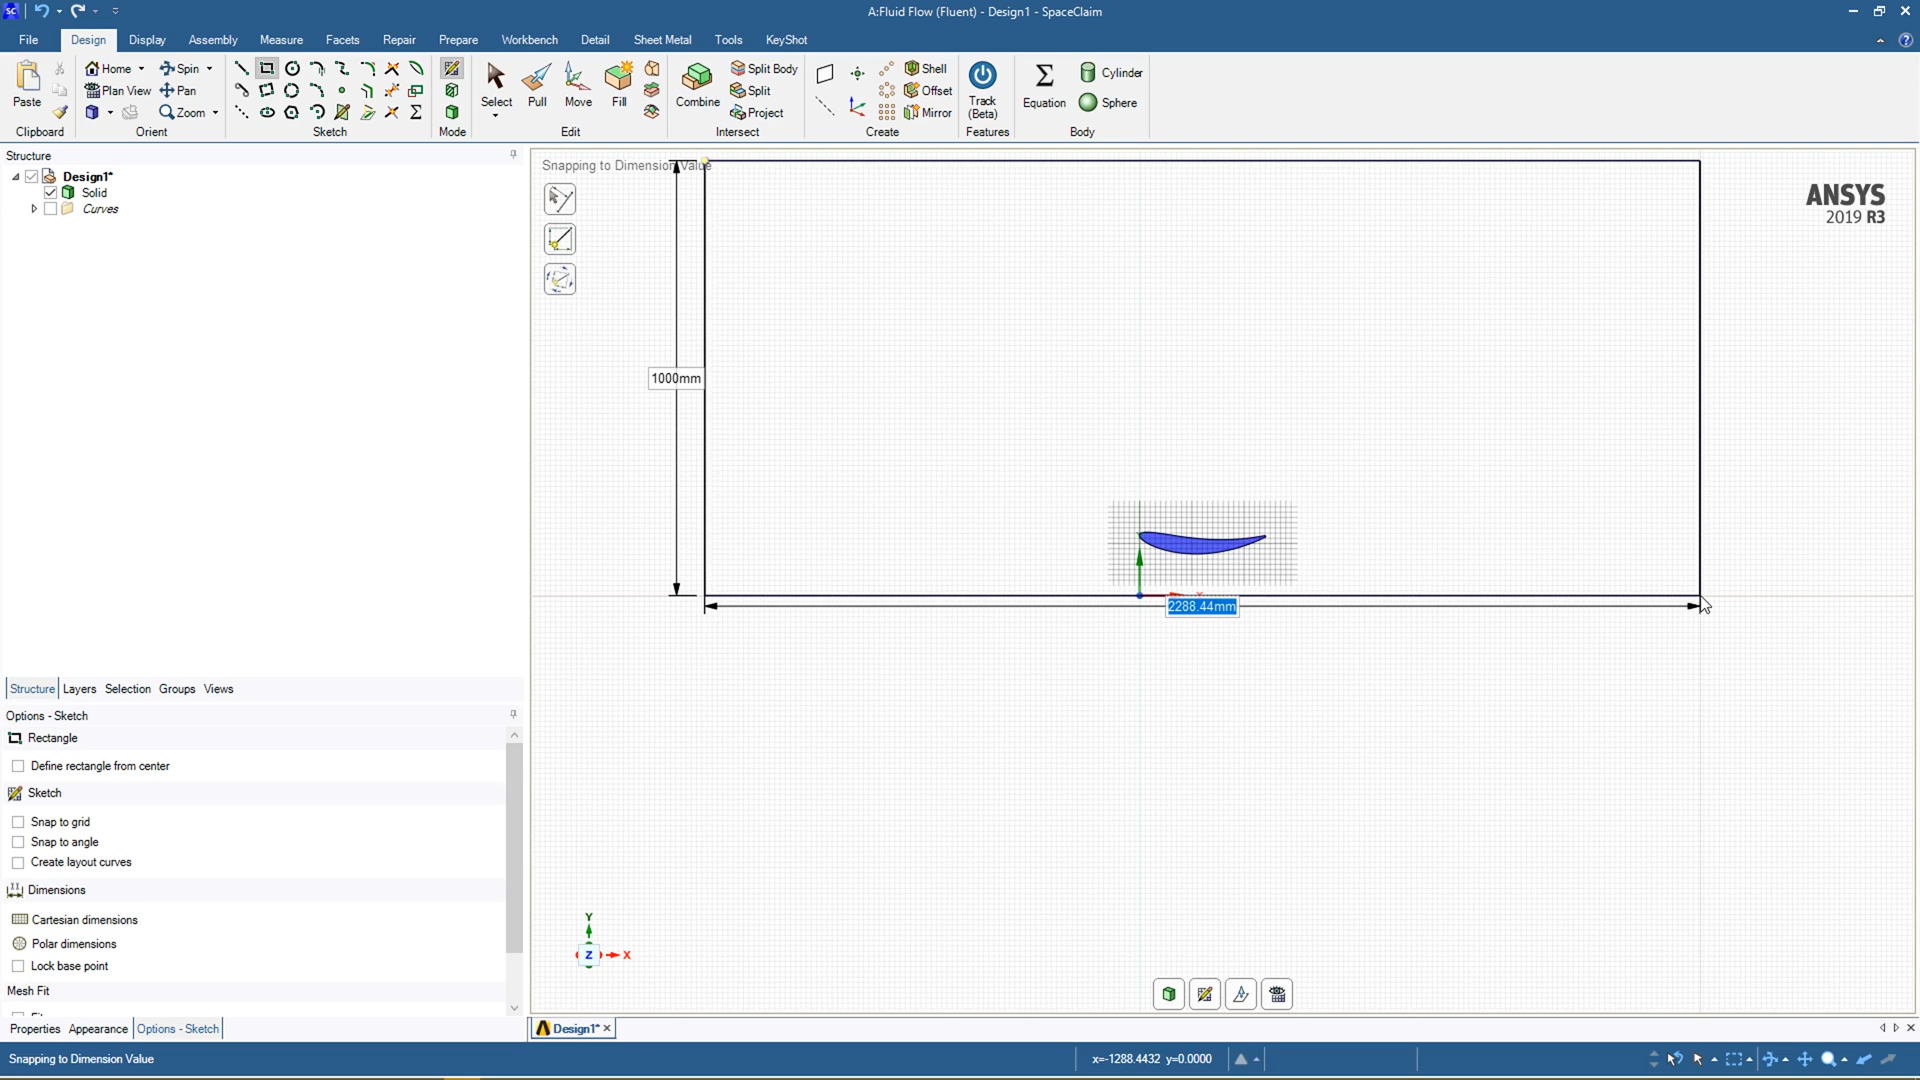 A:Fluid Flow (Fluent) - Design1 - SpaceClaim
File Design Display Assembly Measure Facets Repair Prepare Workbench Detail Sheet Metal Tools KeyShot
Paste
Clipboard
Home Spin
Plan View Pan
Zoom
Orient
Sketch
Mode
Select Pull Move Fill
Edit
Combine
Split Body
Split
Project
Intersect
Shell
Offset
Mirror
Create
Track
(Beta)
Features
Equation
Cylinder
Sphere
Body
Structure
Design1*
Solid
Curves
Structure Layers Selection Groups Views
Options - Sketch
Rectangle
Define rectangle from center
Sketch
Snap to grid
Snap to angle
Create layout curves
Dimensions
Cartesian dimensions
Polar dimensions
Lock base point
Mesh Fit
Properties Appearance Options - Sketch
Snapping to Dimension Value
ANSYS
2019 R3
1000mm
2288.44mm
Y
Z X
Design1*
Snapping to Dimension Value
x=-1288.4432 y=0.0000